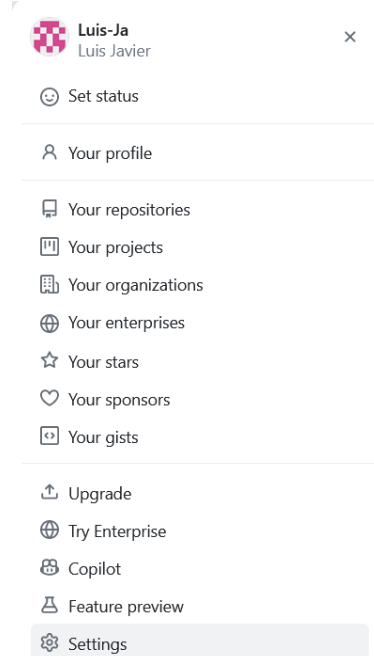 Luis-Ja
Luis Javier
Set status
Your profile
Your repositories
Your projects
Your organizations
Your enterprises
Your stars
Your sponsors
Your gists
Upgrade
Try Enterprise
Copilot
Feature preview
Settings